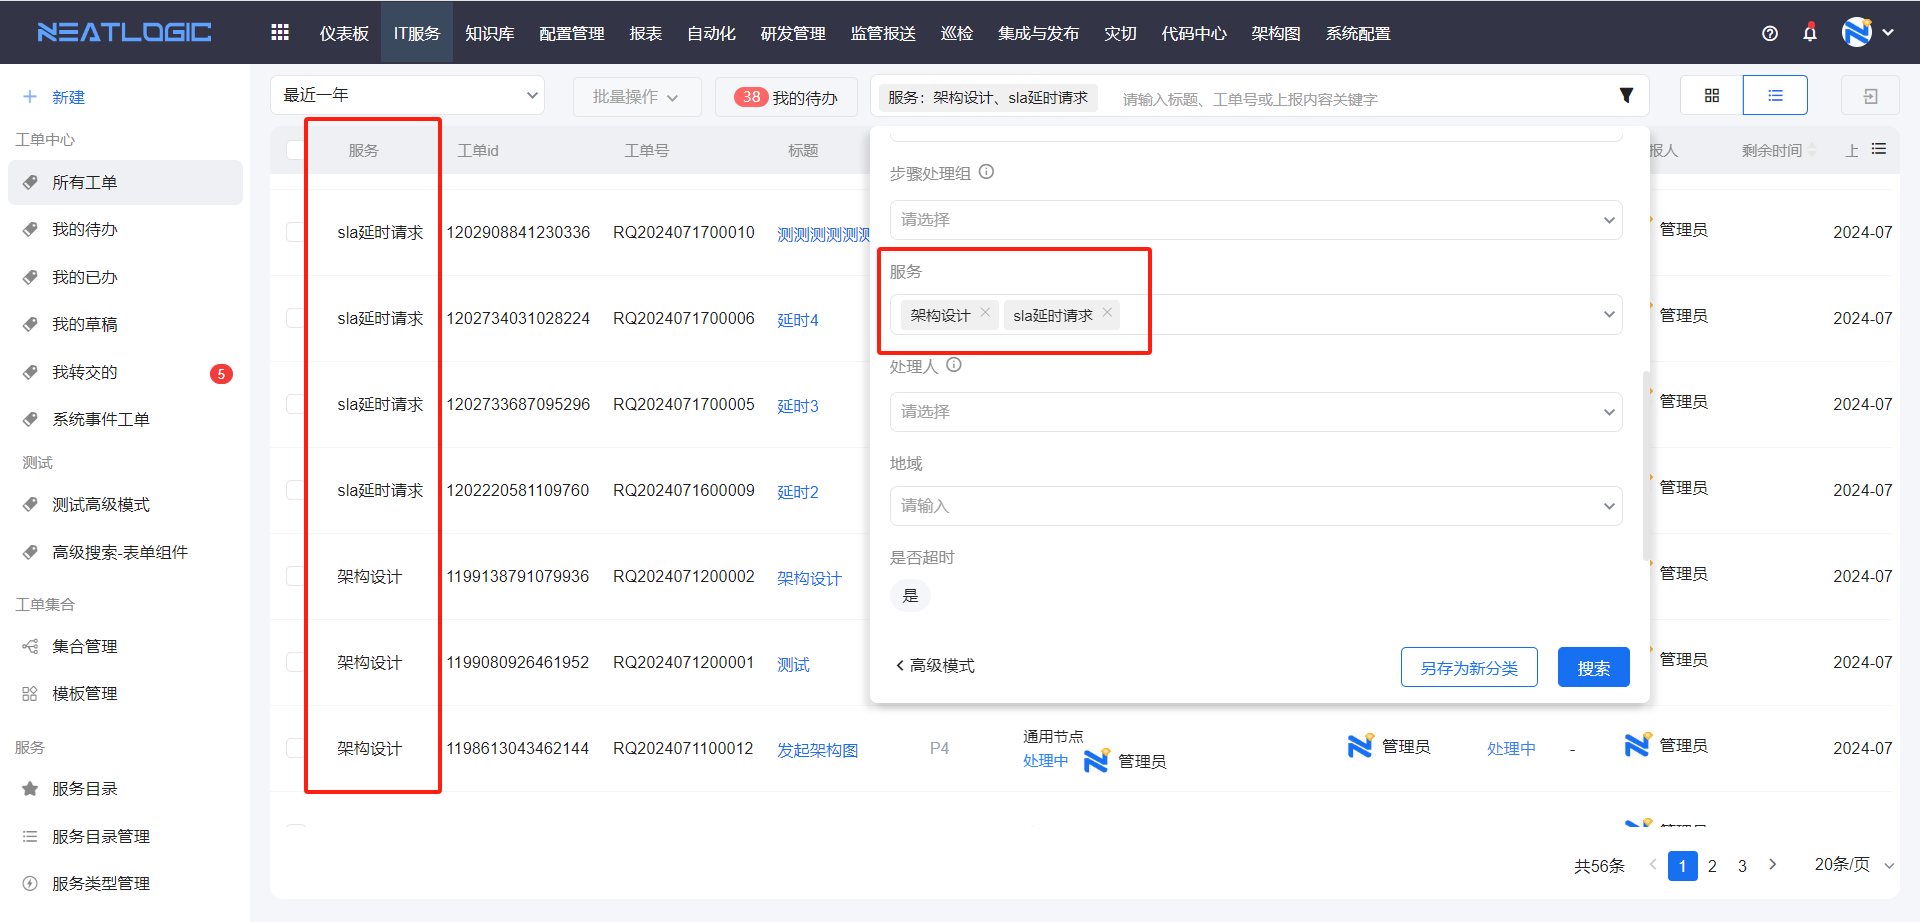 NEATLOGIC 仪表板 IT服务 知识库 配置管理 报表 自动化 研发管理 监管报送 巡检 集成与发布 灾切 代码中心 架构图 系统配置
新建
工单中心
所有工单
我的待办
我的已办
我的草稿
我转交的 5
系统事件工单
测试
测试高级模式
高级搜索-表单组件
工单集合
集合管理
模板管理
服务
服务目录
服务目录管理
服务类型管理
最近一年 批量操作 38 我的待办 服务：架构设计、sla延时请求 请输入标题、工单号或上报内容关键字
服务 工单id 工单号 标题 报人 剩余时间 上
sla延时请求 1202908841230336 RQ2024071700010 测测测测测测 管理员 2024-07
sla延时请求 1202734031028224 RQ2024071700006 延时4 管理员 2024-07
sla延时请求 1202733687095296 RQ2024071700005 延时3 管理员 2024-07
sla延时请求 1202220581109760 RQ2024071600009 延时2 管理员 2024-07
架构设计 1199138791079936 RQ2024071200002 架构设计 管理员 2024-07
架构设计 1199080926461952 RQ2024071200001 测试 管理员 2024-07
架构设计 1198613043462144 RQ2024071100012 发起架构图 P4 通用节点 处理中 管理员 管理员 处理中 - 管理员 2024-07
步骤处理组
请选择
服务
架构设计 sla延时请求
处理人
请选择
地域
请输入
是否超时
是
高级模式 另存为新分类 搜索
管理员
共56条 1 2 3 20条/页